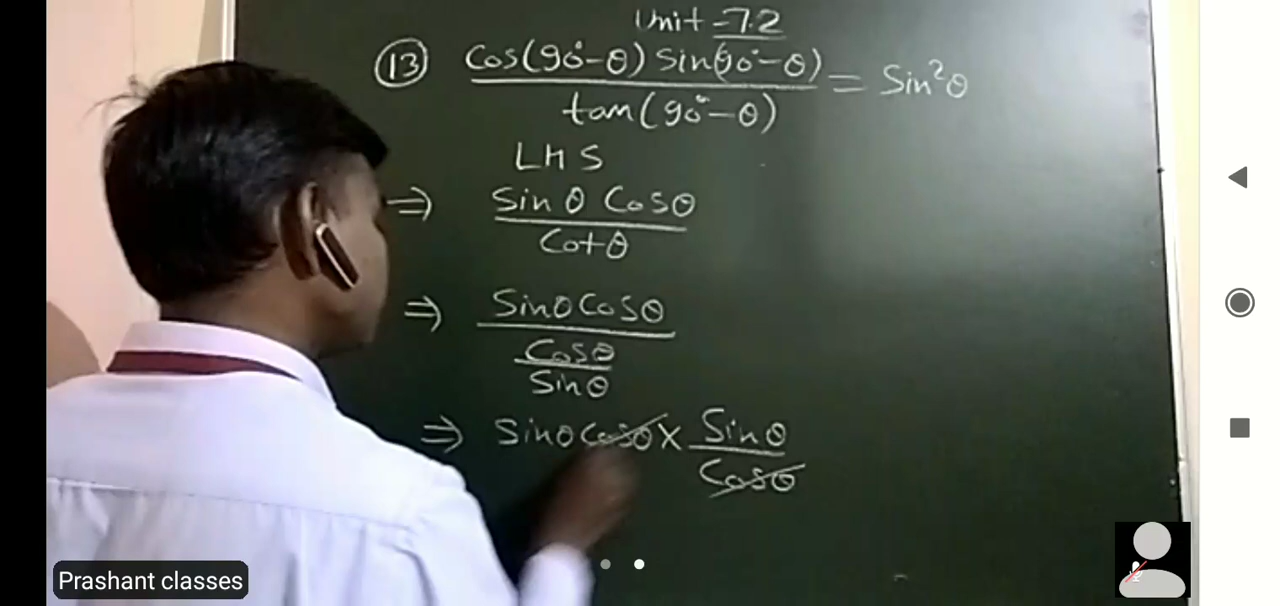 Unit - 7.2
(13) Cos(90°-θ) Sin(90°-θ) / tan(90°-θ) = Sin²θ
LHS
⇒ Sinθ Cosθ / Cotθ
⇒ Sinθ Cosθ / (Cosθ / Sinθ)
⇒ Sinθ Cosθ × Sinθ / Cosθ
Prashant classes